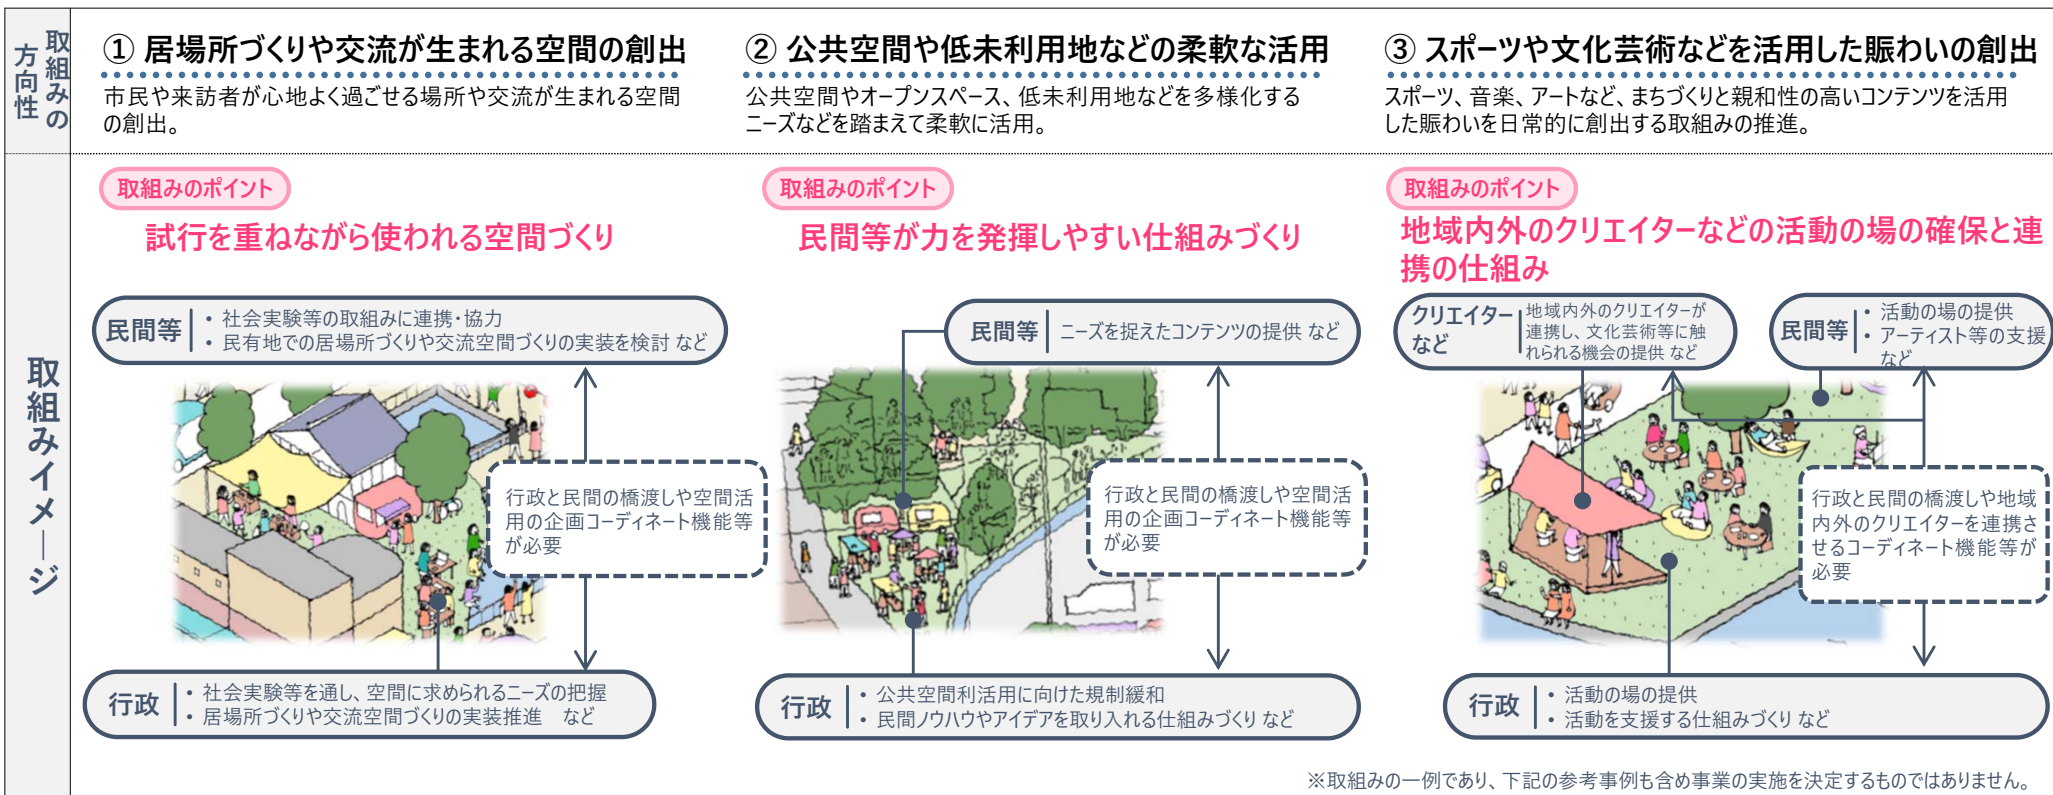 取組みの
方向性
① 居場所づくりや交流が生まれる空間の創出
市民や来訪者が心地よく過ごせる場所や交流が生まれる空間
の創出。
② 公共空間や低未利用地などの柔軟な活用
公共空間やオープンスペース、低未利用地などを多様化する
ニーズなどを踏まえて柔軟に活用。
③ スポーツや文化芸術などを活用した賑わいの創出
スポーツ、音楽、アートなど、まちづくりと親和性の高いコンテンツを活用
した賑わいを日常的に創出する取組みの推進。
取組みイメージ
取組みのポイント
試行を重ねながら使われる空間づくり
民間等
・ 社会実験等の取組みに連携・協力
・ 民有地での居場所づくりや交流空間づくりの実装を検討 など
行政と民間の橋渡しや空間活
用の企画コーディネート機能等
が必要
行政
・ 社会実験等を通し、空間に求められるニーズの把握
・ 居場所づくりや交流空間づくりの実装推進 など
取組みのポイント
民間等が力を発揮しやすい仕組みづくり
民間等
ニーズを捉えたコンテンツの提供 など
行政と民間の橋渡しや空間活
用の企画コーディネート機能等
が必要
行政
・ 公共空間利活用に向けた規制緩和
・ 民間ノウハウやアイデアを取り入れる仕組みづくり など
取組みのポイント
地域内外のクリエイターなどの活動の場の確保と連
携の仕組み
クリエイター
など
地域内外のクリエイターが
連携し、文化芸術等に触
れられる機会の提供 など
民間等
・ 活動の場の提供
・ アーティスト等の支援
など
行政と民間の橋渡しや地域
内外のクリエイターを連携さ
せるコーディネート機能等が
必要
行政
・ 活動の場の提供
・ 活動を支援する仕組みづくり など
※取組みの一例であり、下記の参考事例も含め事業の実施を決定するものではありません。